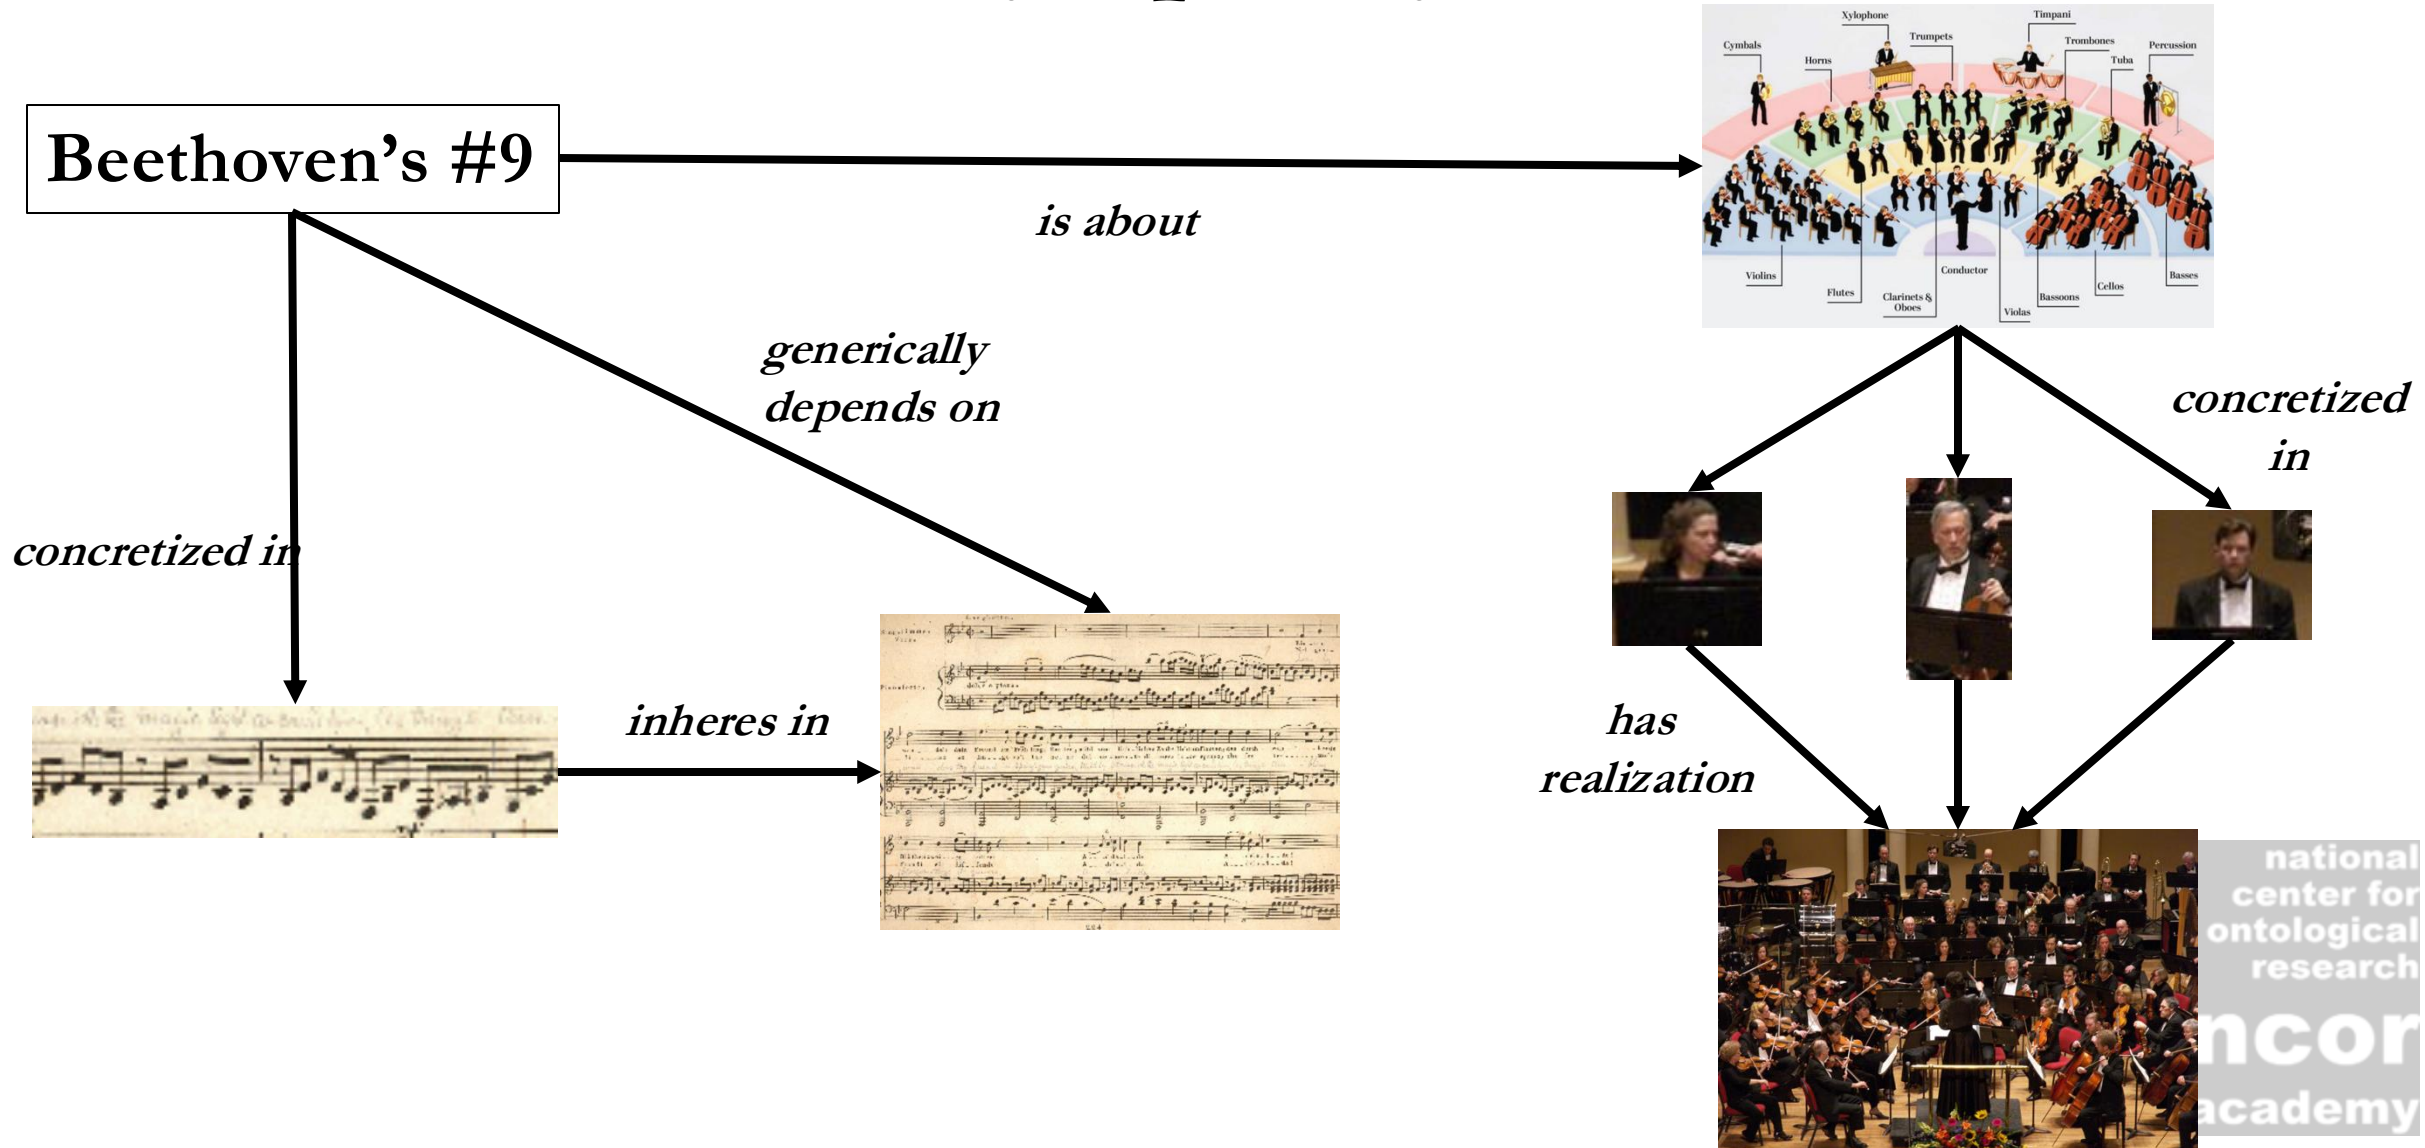 Xylophone
Timpani
Trumpets
Trombones
Cymbals
Percussion
Horns
Tuba
Beethoven's #9
is about
Violins
Conductor
Basses
Flutes
Cellos
Clarinets &
Oboes
Bassoons
Violas
generically
depends on
concretized
in
concretized in
inheres in
has
realization
national
center for
ontological
research
ncor
academy